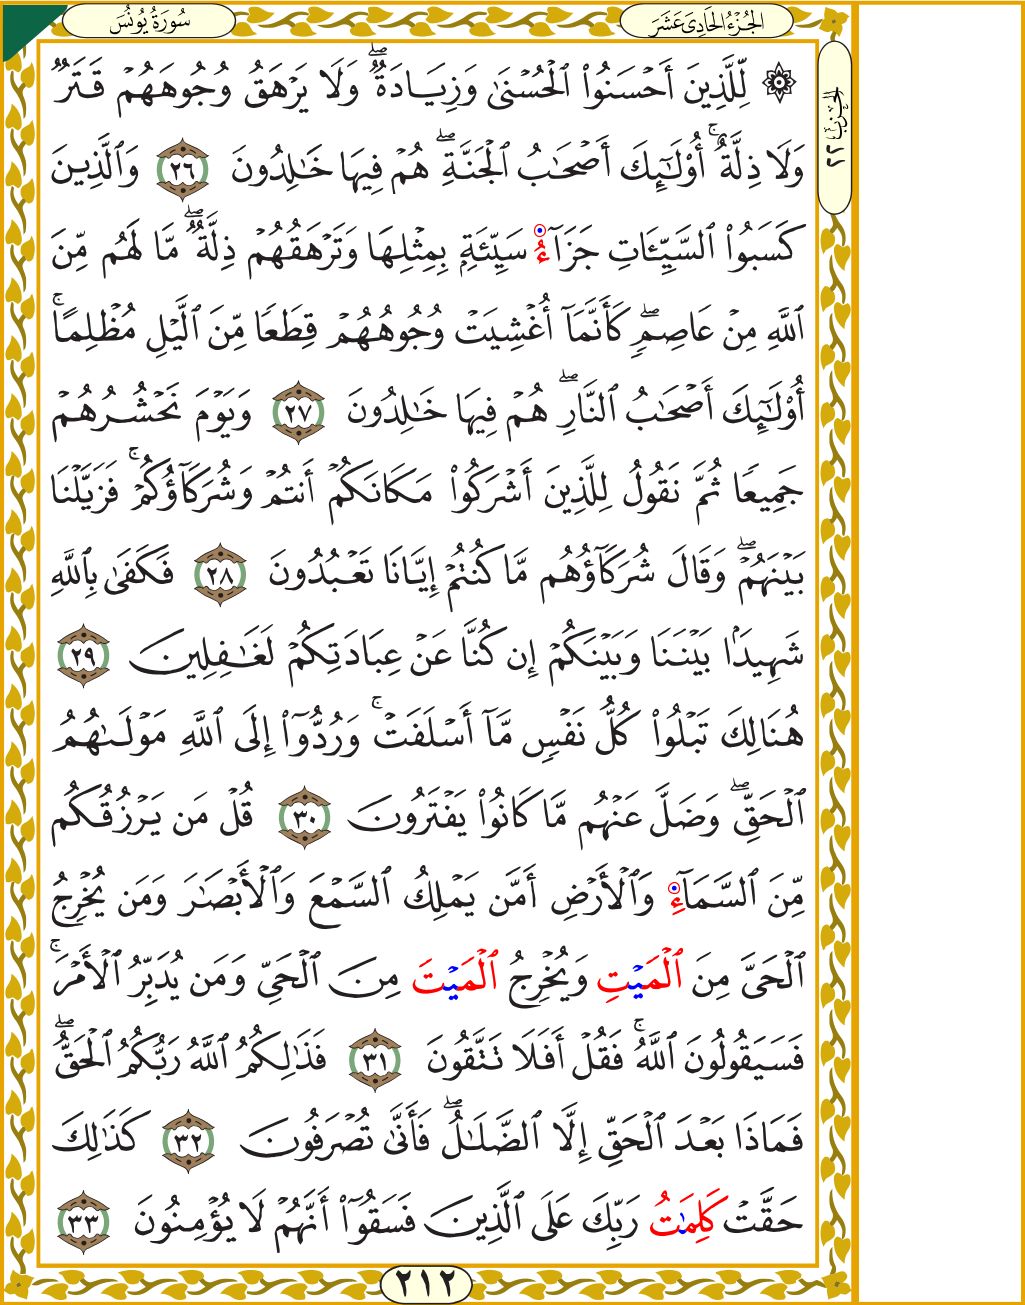 سُورَةُ يُونُسَ
الجُزْءُ الحَادِىَ عَشَرَ
الحِزْبُ ٢٢
۞ لِّلَّذِينَ أَحۡسَنُواْ ٱلۡحُسۡنَىٰ وَزِيَادَةٞۖ وَلَا يَرۡهَقُ وُجُوهَهُمۡ قَتَرٞ
وَلَا ذِلَّةٌۚ أُوْلَٰٓئِكَ أَصۡحَٰبُ ٱلۡجَنَّةِۖ هُمۡ فِيهَا خَٰلِدُونَ ٢٦ وَٱلَّذِينَ
كَسَبُواْ ٱلسَّيِّـَٔاتِ جَزَآءُ سَيِّئَةِۭ بِمِثۡلِهَا وَتَرۡهَقُهُمۡ ذِلَّةٞۖ مَّا لَهُم مِّنَ
ٱللَّهِ مِنۡ عَاصِمٖۖ كَأَنَّمَآ أُغۡشِيَتۡ وُجُوهُهُمۡ قِطَعٗا مِّنَ ٱلَّيۡلِ مُظۡلِمًاۚ
أُوْلَٰٓئِكَ أَصۡحَٰبُ ٱلنَّارِۖ هُمۡ فِيهَا خَٰلِدُونَ ٢٧ وَيَوۡمَ نَحۡشُرُهُمۡ
جَمِيعٗا ثُمَّ نَقُولُ لِلَّذِينَ أَشۡرَكُواْ مَكَانَكُمۡ أَنتُمۡ وَشُرَكَآؤُكُمۡۚ فَزَيَّلۡنَا
بَيۡنَهُمۡۖ وَقَالَ شُرَكَآؤُهُم مَّا كُنتُمۡ إِيَّانَا تَعۡبُدُونَ ٢٨ فَكَفَىٰ بِٱللَّهِ
شَهِيدَۢا بَيۡنَنَا وَبَيۡنَكُمۡ إِن كُنَّا عَنۡ عِبَادَتِكُمۡ لَغَٰفِلِينَ ٢٩
هُنَالِكَ تَبۡلُواْ كُلُّ نَفۡسٖ مَّآ أَسۡلَفَتۡۚ وَرُدُّوٓاْ إِلَى ٱللَّهِ مَوۡلَىٰهُمُ
ٱلۡحَقِّۖ وَضَلَّ عَنۡهُم مَّا كَانُواْ يَفۡتَرُونَ ٣٠ قُلۡ مَن يَرۡزُقُكُم
مِّنَ ٱلسَّمَآءِ وَٱلۡأَرۡضِ أَمَّن يَمۡلِكُ ٱلسَّمۡعَ وَٱلۡأَبۡصَٰرَ وَمَن يُخۡرِجُ
ٱلۡحَىَّ مِنَ ٱلۡمَيۡتِ وَيُخۡرِجُ ٱلۡمَيۡتَ مِنَ ٱلۡحَىِّ وَمَن يُدَبِّرُ ٱلۡأَمۡرَۚ
فَسَيَقُولُونَ ٱللَّهُۚ فَقُلۡ أَفَلَا تَتَّقُونَ ٣١ فَذَٰلِكُمُ ٱللَّهُ رَبُّكُمُ ٱلۡحَقُّۖ
فَمَاذَا بَعۡدَ ٱلۡحَقِّ إِلَّا ٱلضَّلَٰلُۖ فَأَنَّىٰ تُصۡرَفُونَ ٣٢ كَذَٰلِكَ
حَقَّتۡ كَلِمَٰتُ رَبِّكَ عَلَى ٱلَّذِينَ فَسَقُوٓاْ أَنَّهُمۡ لَا يُؤۡمِنُونَ ٣٣
٢١٢